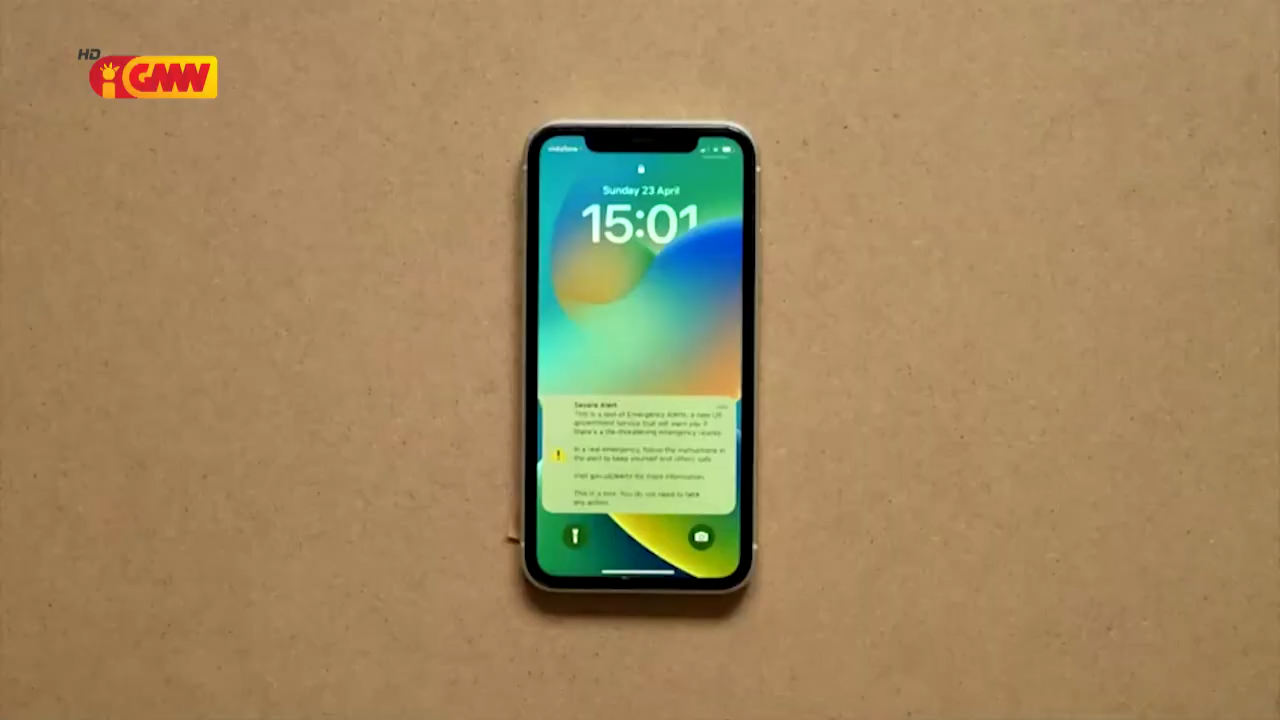 HD
iGMW
vodafone
Sunday 23 April
15:01
Severe Alert
This is a test of Emergency Alerts, a new UK
government service that will warn you if
there's a life-threatening emergency nearby.
In a real emergency, follow the instructions in
the alert to keep yourself and others safe.
Visit gov.uk/alerts for more information.
This is a test. You do not need to take
any action.